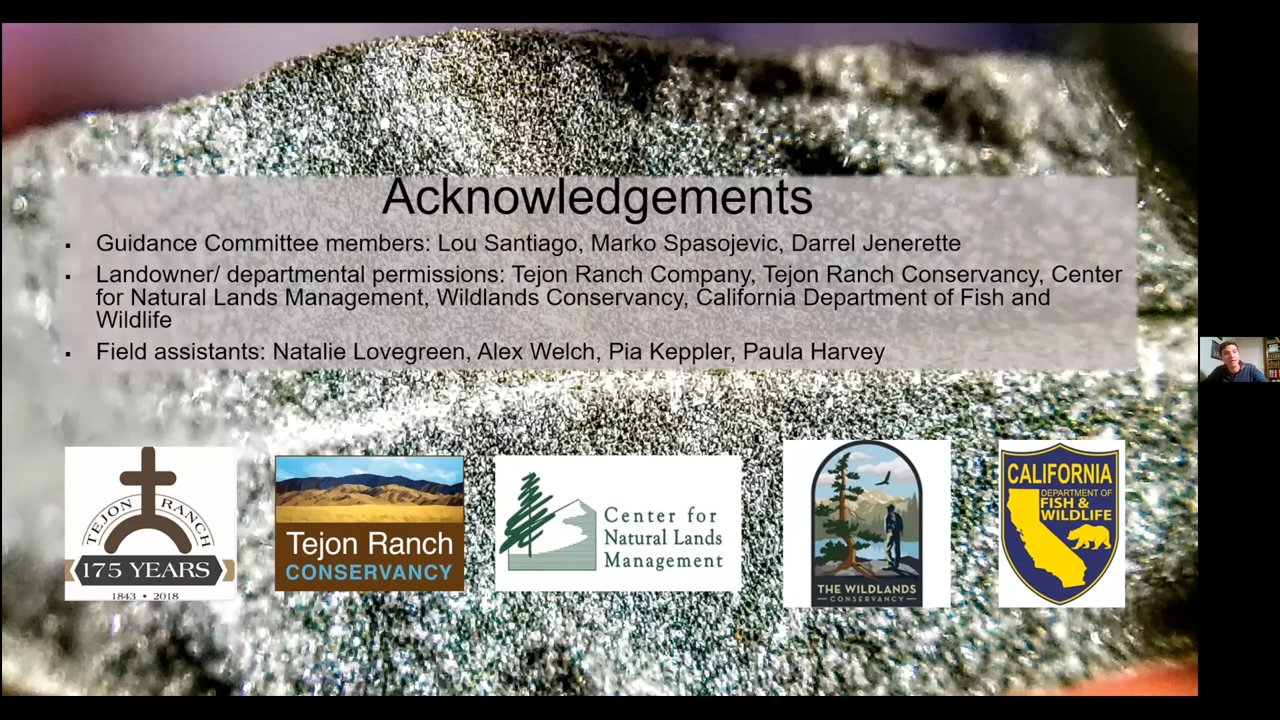 Acknowledgements
▪ Guidance Committee members: Lou Santiago, Marko Spasojevic, Darrel Jenerette
▪ Landowner/ departmental permissions: Tejon Ranch Company, Tejon Ranch Conservancy, Center
for Natural Lands Management, Wildlands Conservancy, California Department of Fish and
Wildlife
▪ Field assistants: Natalie Lovegreen, Alex Welch, Pia Keppler, Paula Harvey
TEJON RANCH
175 YEARS
1843 • 2018
Tejon Ranch
CONSERVANCY
Center for
Natural Lands
Management
THE WILDLANDS
CONSERVANCY
CALIFORNIA
DEPARTMENT OF
FISH &
WILDLIFE